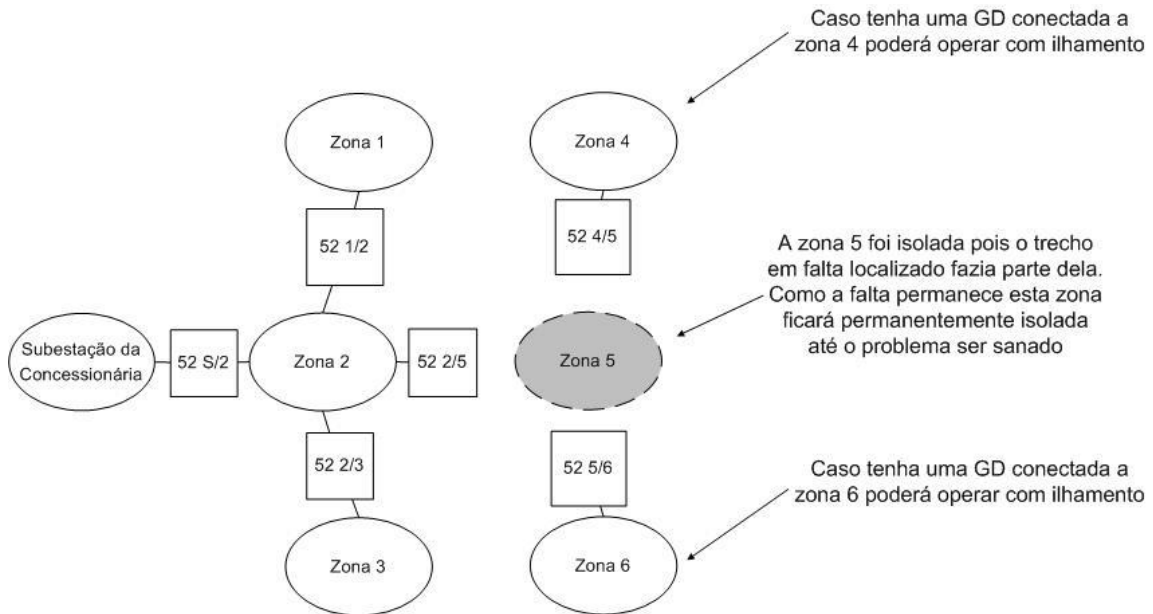 Caso tenha uma GD conectada a
zona 4 poderá operar com ilhamento
Zona 1
Zona 4
52 1/2
52 4/5
A zona 5 foi isolada pois o trecho
em falta localizado fazia parte dela.
Como a falta permanece esta zona
ficará permanentemente isolada
até o problema ser sanado
Subestação da
Concessionária
52 S/2
Zona 2
52 2/5
Zona 5
52 2/3
52 5/6
Caso tenha uma GD conectada a
zona 6 poderá operar com ilhamento
Zona 3
Zona 6